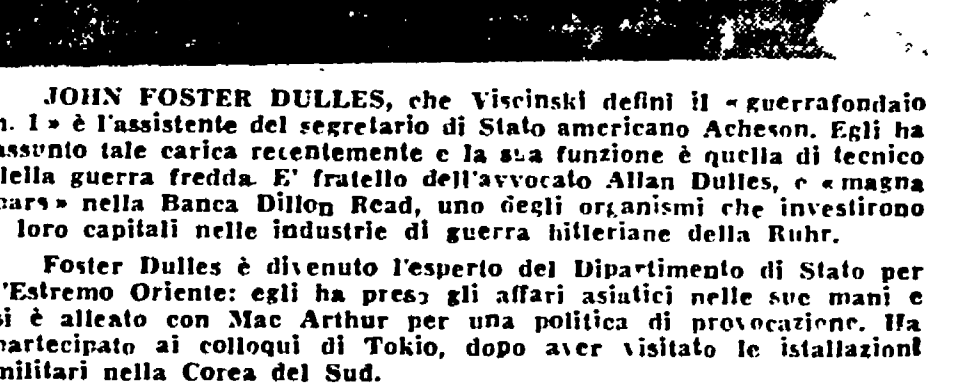 JOHN FOSTER DULLES, che Viscinski definì il « guerrafondaio
n. 1 » è l'assistente del segretario di Stato americano Acheson. Egli ha
assunto tale carica recentemente e la sua funzione è quella di tecnico
della guerra fredda. E' fratello dell'avvocato Allan Dulles, e « magna
pars » nella Banca Dillon Read, uno degli organismi che investirono
loro capitali nelle industrie di guerra hitleriane della Ruhr.
Foster Dulles è divenuto l'esperto del Dipartimento di Stato per
l'Estremo Oriente: egli ha preso gli affari asiatici nelle sue mani e
si è alleato con Mac Arthur per una politica di provocazione. Ha
partecipato ai colloqui di Tokio, dopo aver visitato le istallazioni
militari nella Corea del Sud.